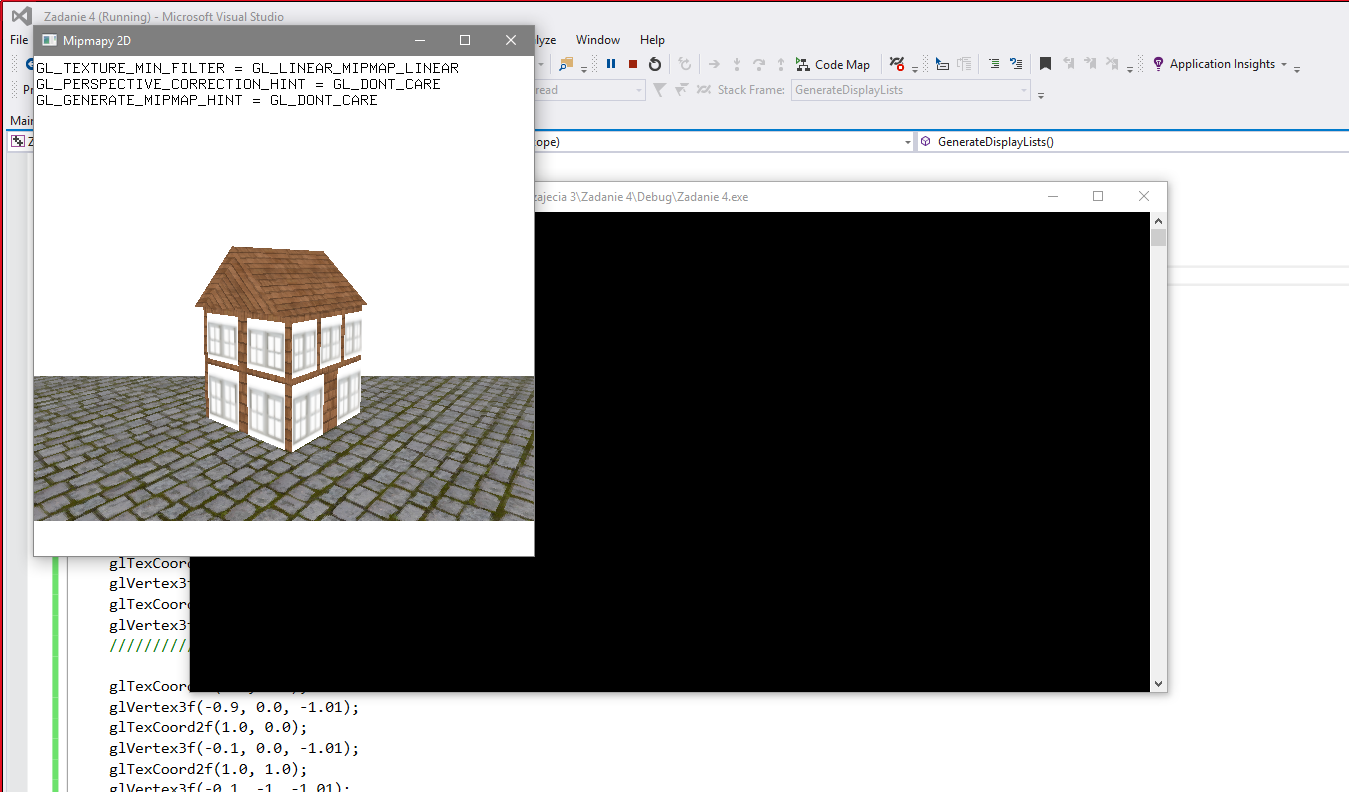 Zadanie 4 (Running) - Microsoft Visual Studio
File
Mipmapy 2D
lyze Window Help
GL_TEXTURE_MIN_FILTER = GL_LINEAR_MIPMAP_LINEAR
GL_PERSPECTIVE_CORRECTION_HINT = GL_DONT_CARE
GL_GENERATE_MIPMAP_HINT = GL_DONT_CARE
Code Map
Application Insights
Pr
read
Stack Frame:
GenerateDisplayLists
Main
Z
ope)
GenerateDisplayLists()
zajecia 3\Zadanie 4\Debug\Zadanie 4.exe
glTexCoord
glVertex3f
glTexCoord
glVertex3f
//////////
glTexCoord
glVertex3f(-0.9, 0.0, -1.01);
glTexCoord2f(1.0, 0.0);
glVertex3f(-0.1, 0.0, -1.01);
glTexCoord2f(1.0, 1.0);
glVertex3f(-0.1, -1, -1.01);